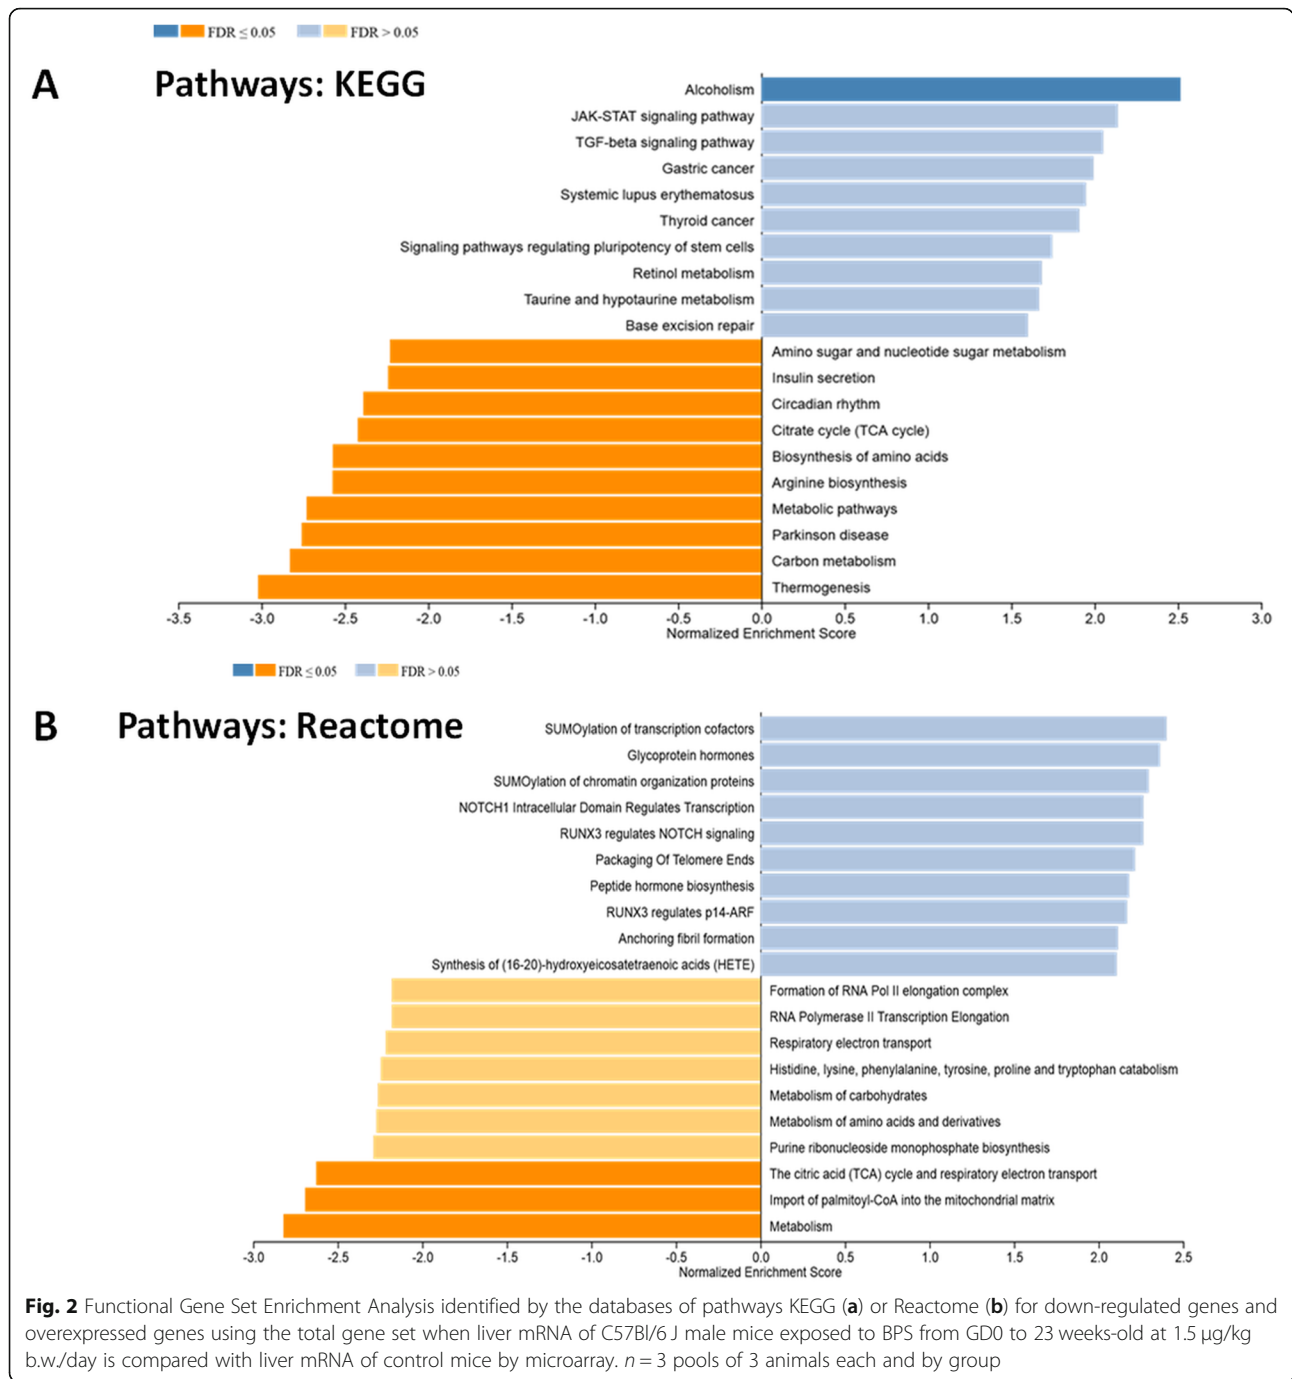 FDR ≤ 0.05 FDR > 0.05
A Pathways: KEGG
Alcoholism
JAK-STAT signaling pathway
TGF-beta signaling pathway
Gastric cancer
Systemic lupus erythematosus
Thyroid cancer
Signaling pathways regulating pluripotency of stem cells
Retinol metabolism
Taurine and hypotaurine metabolism
Base excision repair
Amino sugar and nucleotide sugar metabolism
Insulin secretion
Circadian rhythm
Citrate cycle (TCA cycle)
Biosynthesis of amino acids
Arginine biosynthesis
Metabolic pathways
Parkinson disease
Carbon metabolism
Thermogenesis
-3.5 -3.0 -2.5 -2.0 -1.5 -1.0 -0.5 0.0 0.5 1.0 1.5 2.0 2.5 3.0
Normalized Enrichment Score
FDR ≤ 0.05 FDR > 0.05
B Pathways: Reactome
SUMOylation of transcription cofactors
Glycoprotein hormones
SUMOylation of chromatin organization proteins
NOTCH1 Intracellular Domain Regulates Transcription
RUNX3 regulates NOTCH signaling
Packaging Of Telomere Ends
Peptide hormone biosynthesis
RUNX3 regulates p14-ARF
Anchoring fibril formation
Synthesis of (16-20)-hydroxyeicosatetraenoic acids (HETE)
Formation of RNA Pol II elongation complex
RNA Polymerase II Transcription Elongation
Respiratory electron transport
Histidine, lysine, phenylalanine, tyrosine, proline and tryptophan catabolism
Metabolism of carbohydrates
Metabolism of amino acids and derivatives
Purine ribonucleoside monophosphate biosynthesis
The citric acid (TCA) cycle and respiratory electron transport
Import of palmitoyl-CoA into the mitochondrial matrix
Metabolism
-3.0 -2.5 -2.0 -1.5 -1.0 -0.5 0.0 0.5 1.0 1.5 2.0 2.5
Normalized Enrichment Score
Fig. 2 Functional Gene Set Enrichment Analysis identified by the databases of pathways KEGG (a) or Reactome (b) for down-regulated genes and
overexpressed genes using the total gene set when liver mRNA of C57Bl/6 J male mice exposed to BPS from GD0 to 23 weeks-old at 1.5 μg/kg
b.w./day is compared with liver mRNA of control mice by microarray. n = 3 pools of 3 animals each and by group